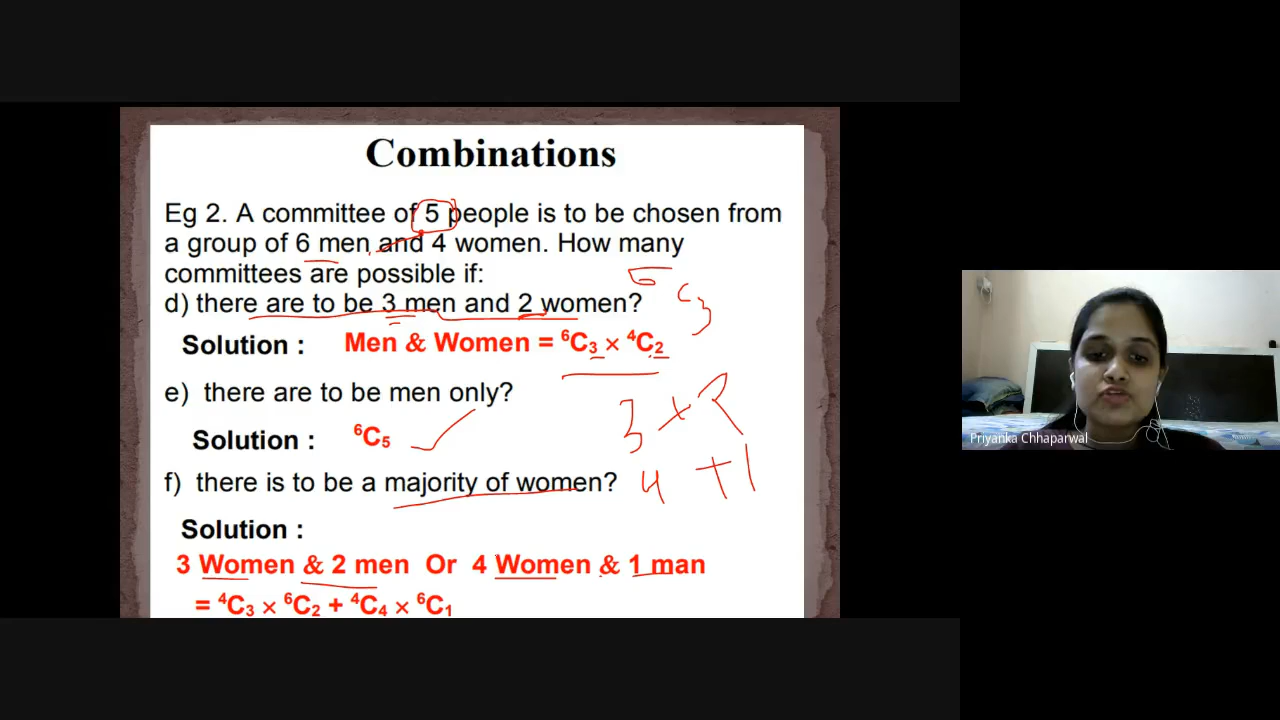 Combinations
Eg 2. A committee of 5 people is to be chosen from
a group of 6 men and 4 women. How many
committees are possible if:
d) there are to be 3 men and 2 women?
6 C 3
Solution : Men & Women = ⁶C₃ × ⁴C₂
e) there are to be men only?
Solution : ⁶C₅
3 + 2
f) there is to be a majority of women?
4 + 1
Solution :
3 Women & 2 men Or 4 Women & 1 man
= ⁴C₃ × ⁶C₂ + ⁴C₄ × ⁶C₁
Priyanka Chhaparwal